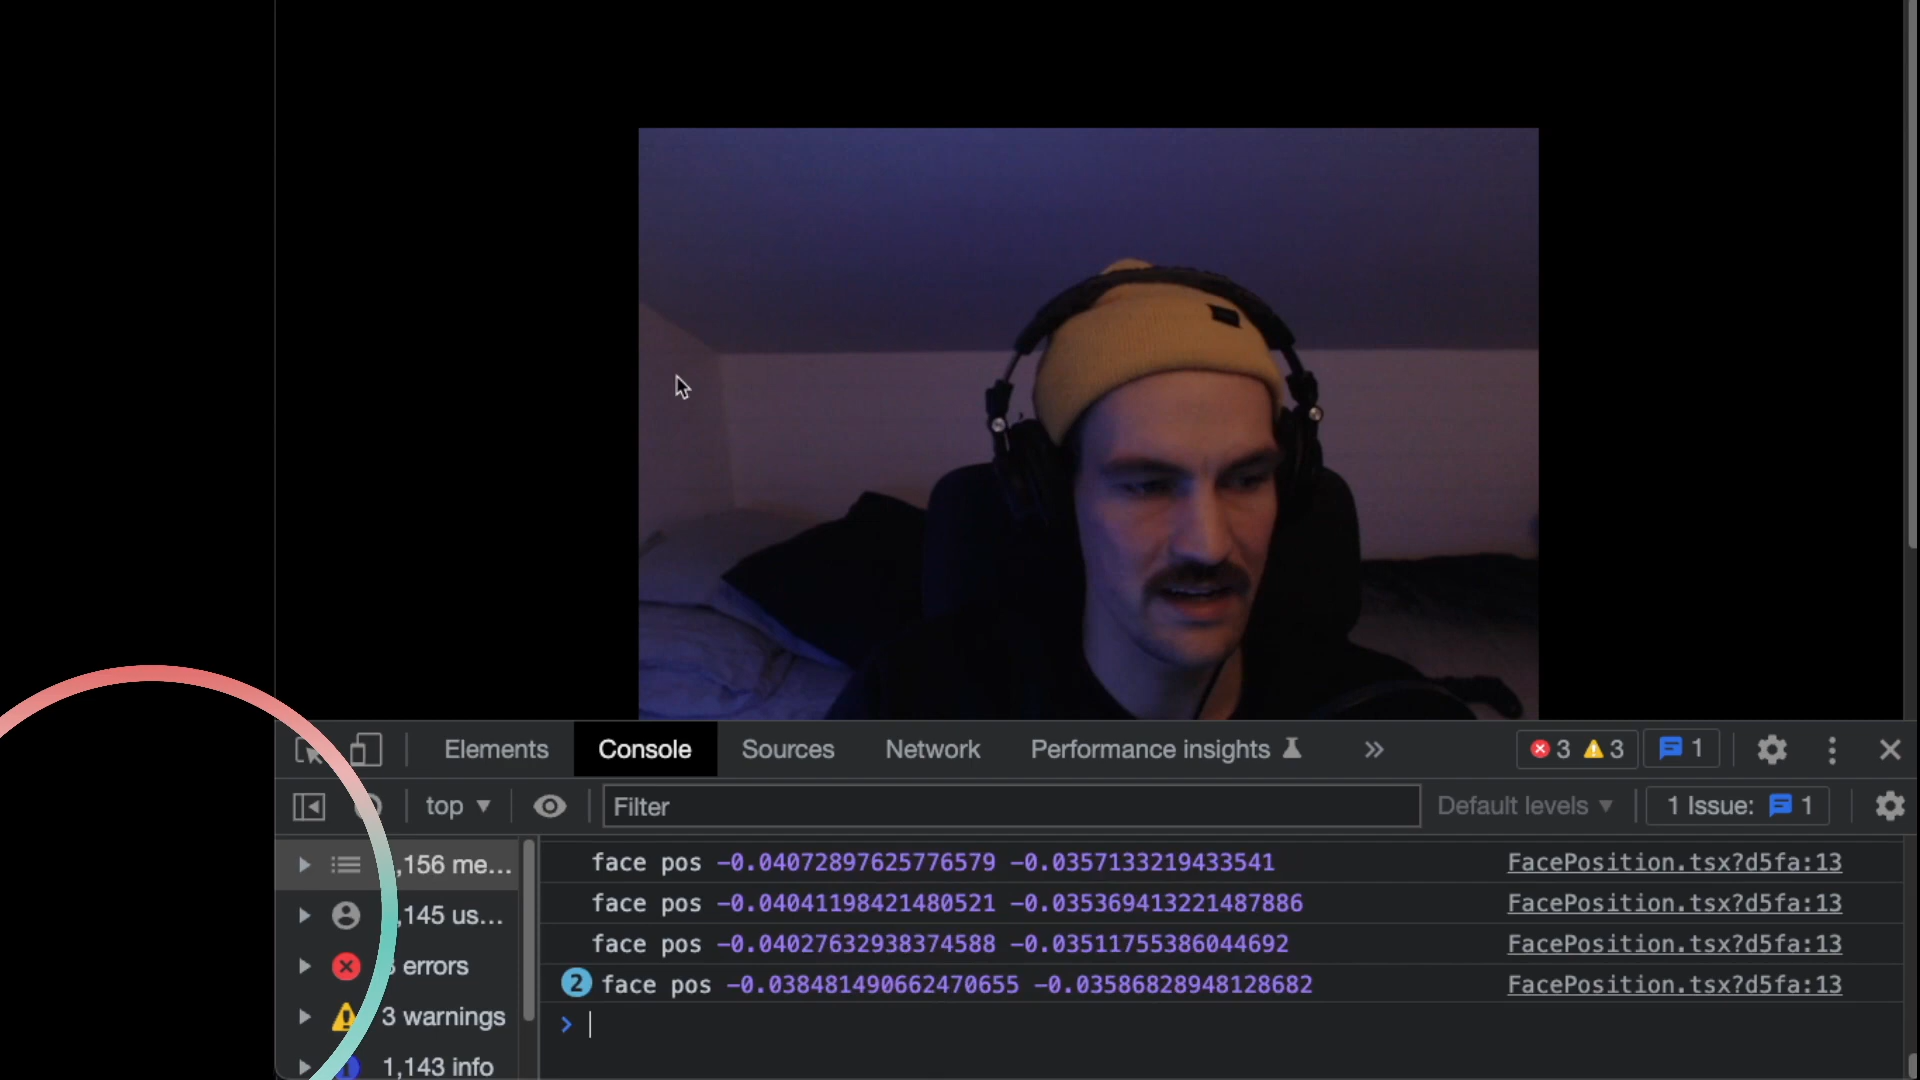 Elements Console Sources Network Performance insights 3 3 1
top Filter Default levels 1 Issue: 1
,156 me...
,145 us...
errors
3 warnings
1,143 info
face pos −0.04072897625776579 −0.0357133219433541 FacePosition.tsx?d5fa:13
face pos −0.04041198421480521 −0.035369413221487886 FacePosition.tsx?d5fa:13
face pos −0.04027632938374588 −0.03511755386044692 FacePosition.tsx?d5fa:13
2 face pos −0.038481490662470655 −0.03586828948128682 FacePosition.tsx?d5fa:13